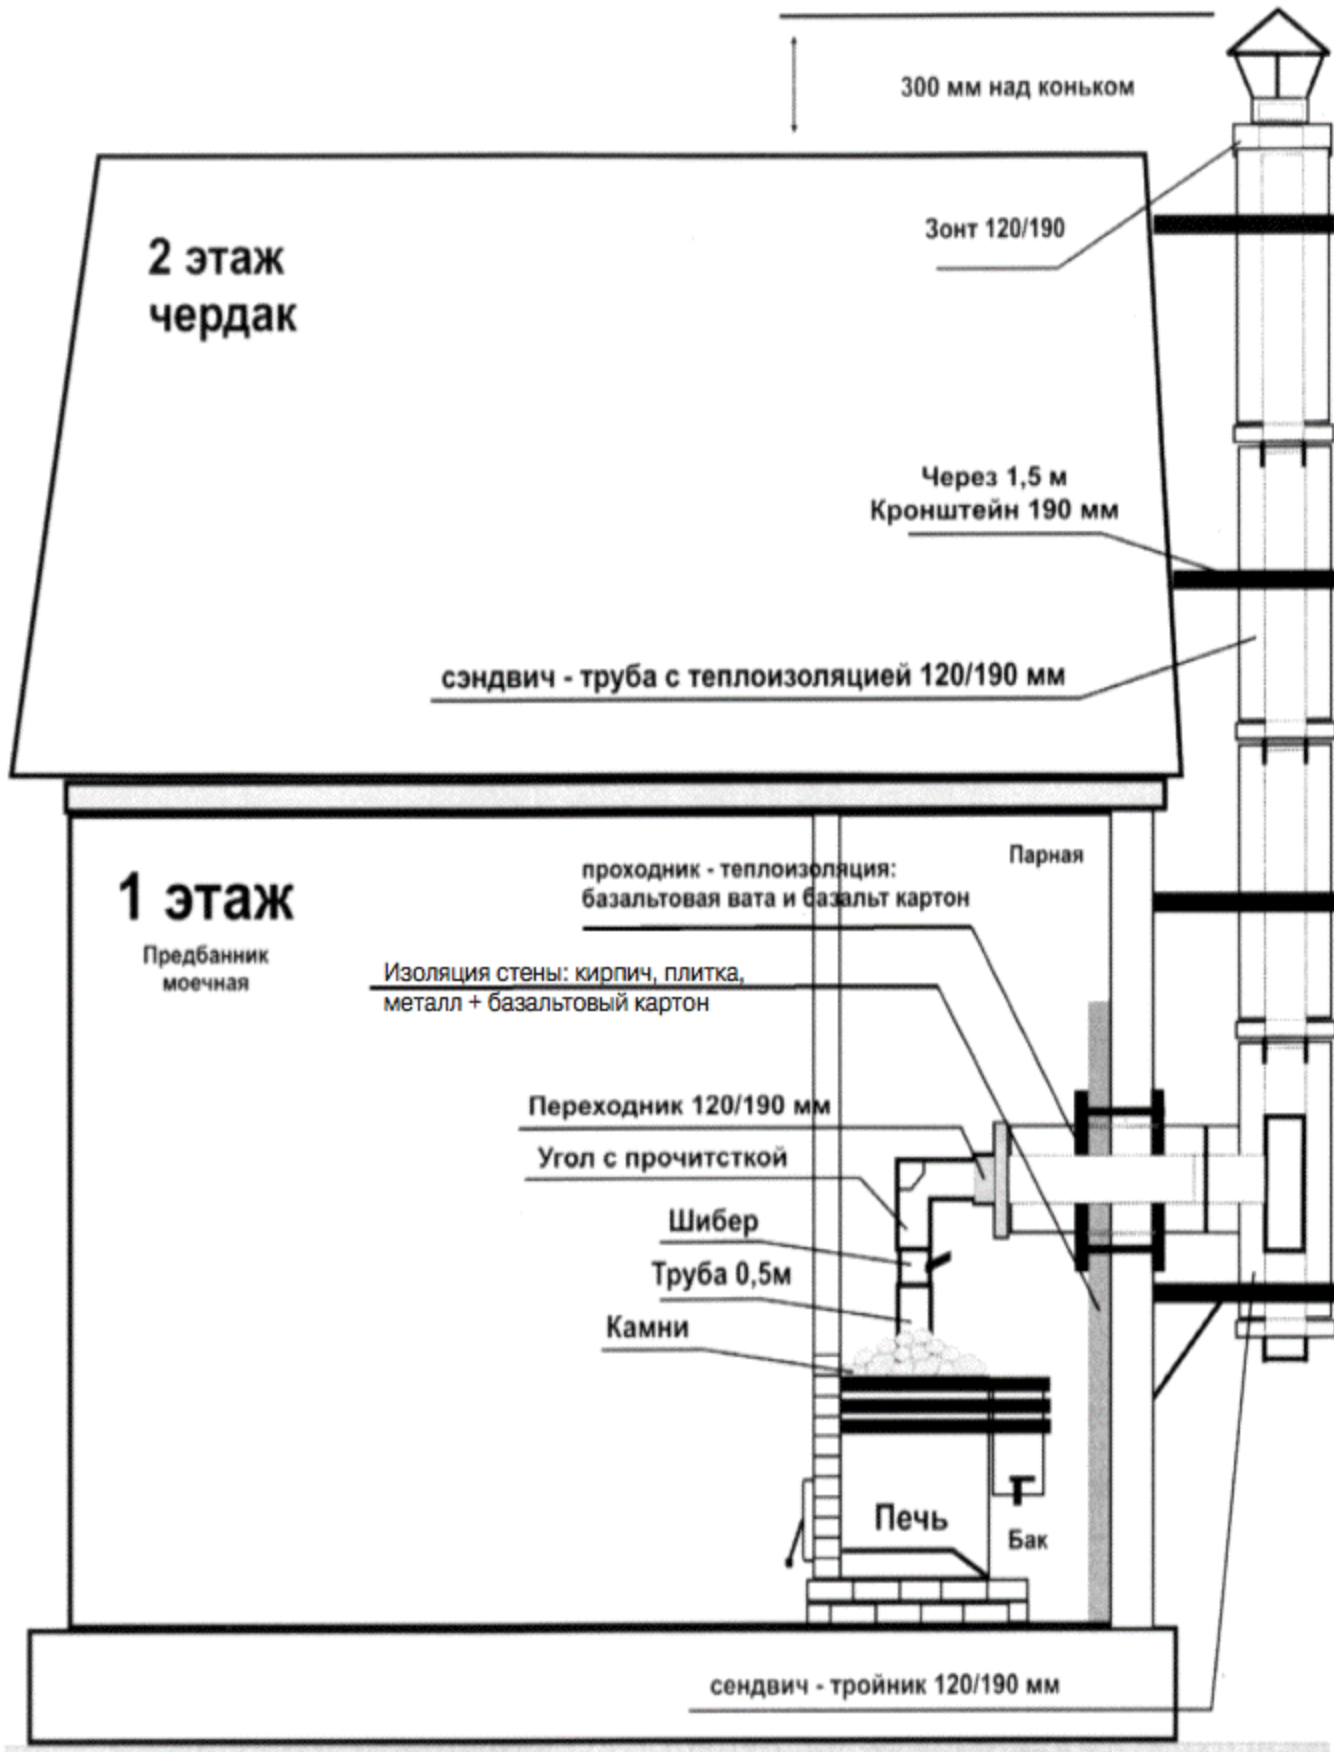 300 мм над коньком
Зонт 120/190
2 этаж
чердак
Через 1,5 м
Кронштейн 190 мм
сэндвич - труба с теплоизоляцией 120/190 мм
1 этаж
Предбанник
моечная
Парная
проходник - теплоизоляция:
базальтовая вата и базальт картон
Изоляция стены: кирпич, плитка,
металл + базальтовый картон
Переходник 120/190 мм
Угол с прочитсткой
Шибер
Труба 0,5м
Камни
Печь
Бак
сендвич - тройник 120/190 мм